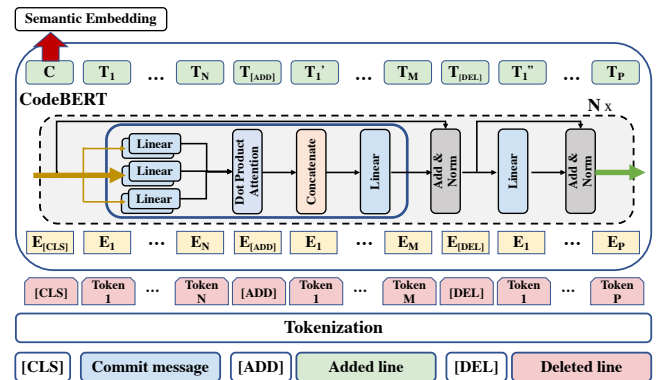 Semantic Embedding
C T1 ... TN T[ADD] T1' ... TM T[DEL] T1'' ... TP
CodeBERT
N x
Linear
Linear
Linear
Dot Product Attention
Concatenate
Linear
Add & Norm
Linear
Add & Norm
E[CLS] E1 ... EN E[ADD] E1 ... EM E[DEL] E1 ... EP
[CLS] Token 1 ... Token N [ADD] Token 1 ... Token M [DEL] Token 1 ... Token P
Tokenization
[CLS] Commit message [ADD] Added line [DEL] Deleted line